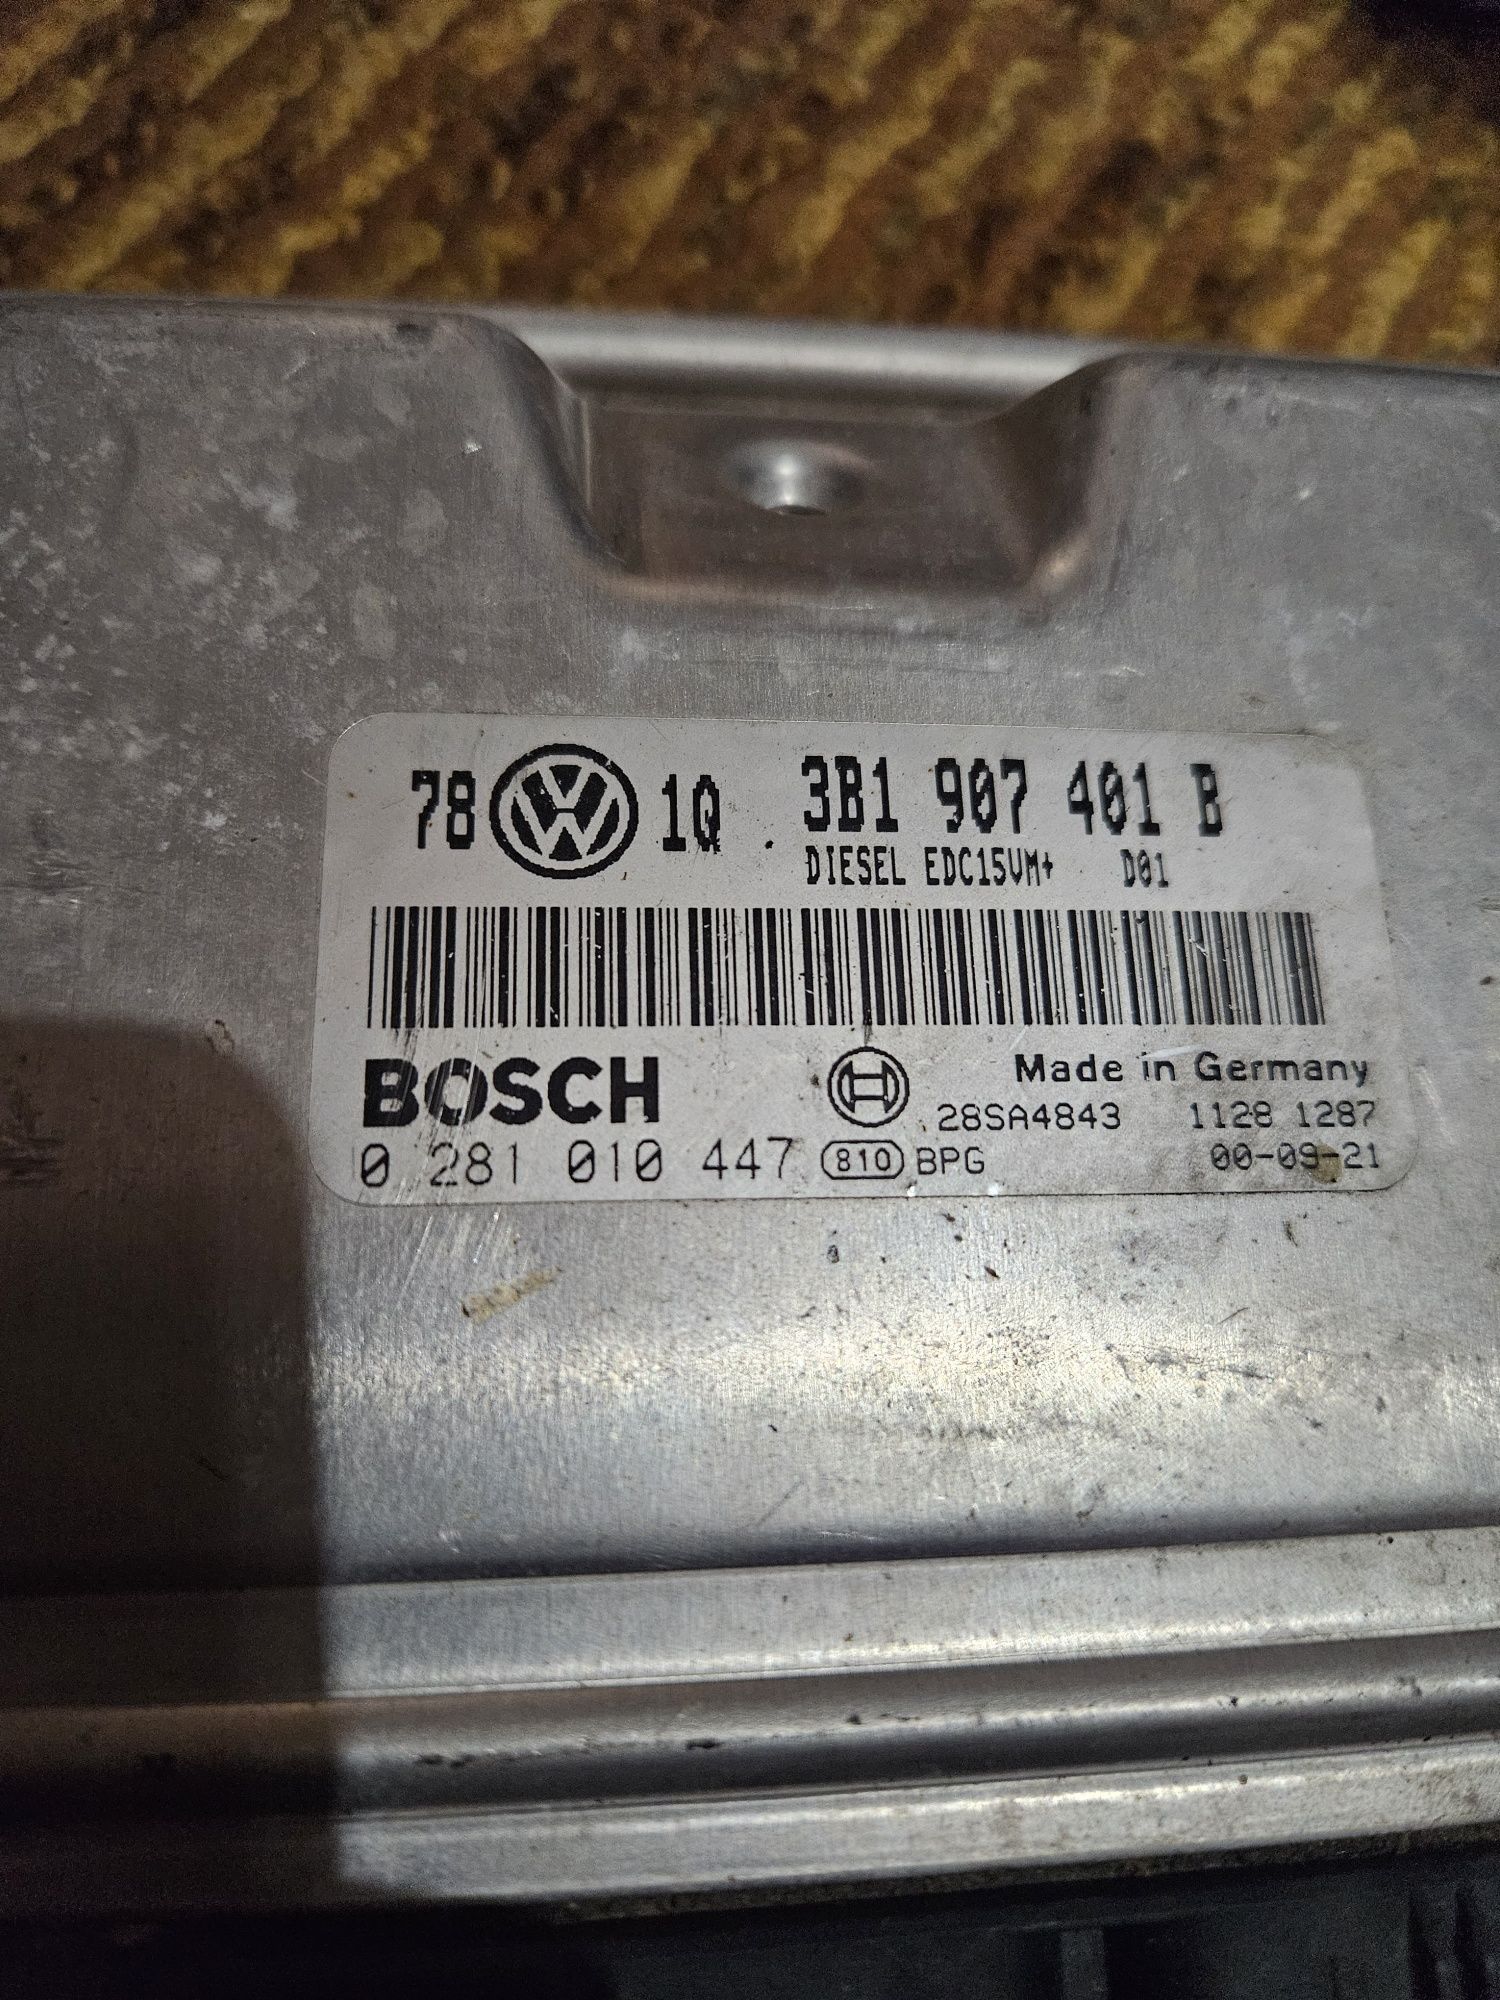 78 VW 1Q 3B1 907 401 B
DIESEL EDC15VM+ D01
BOSCH Made in Germany
28SA4843 1128 1287
0 281 010 447 810 BPG 00-09-21